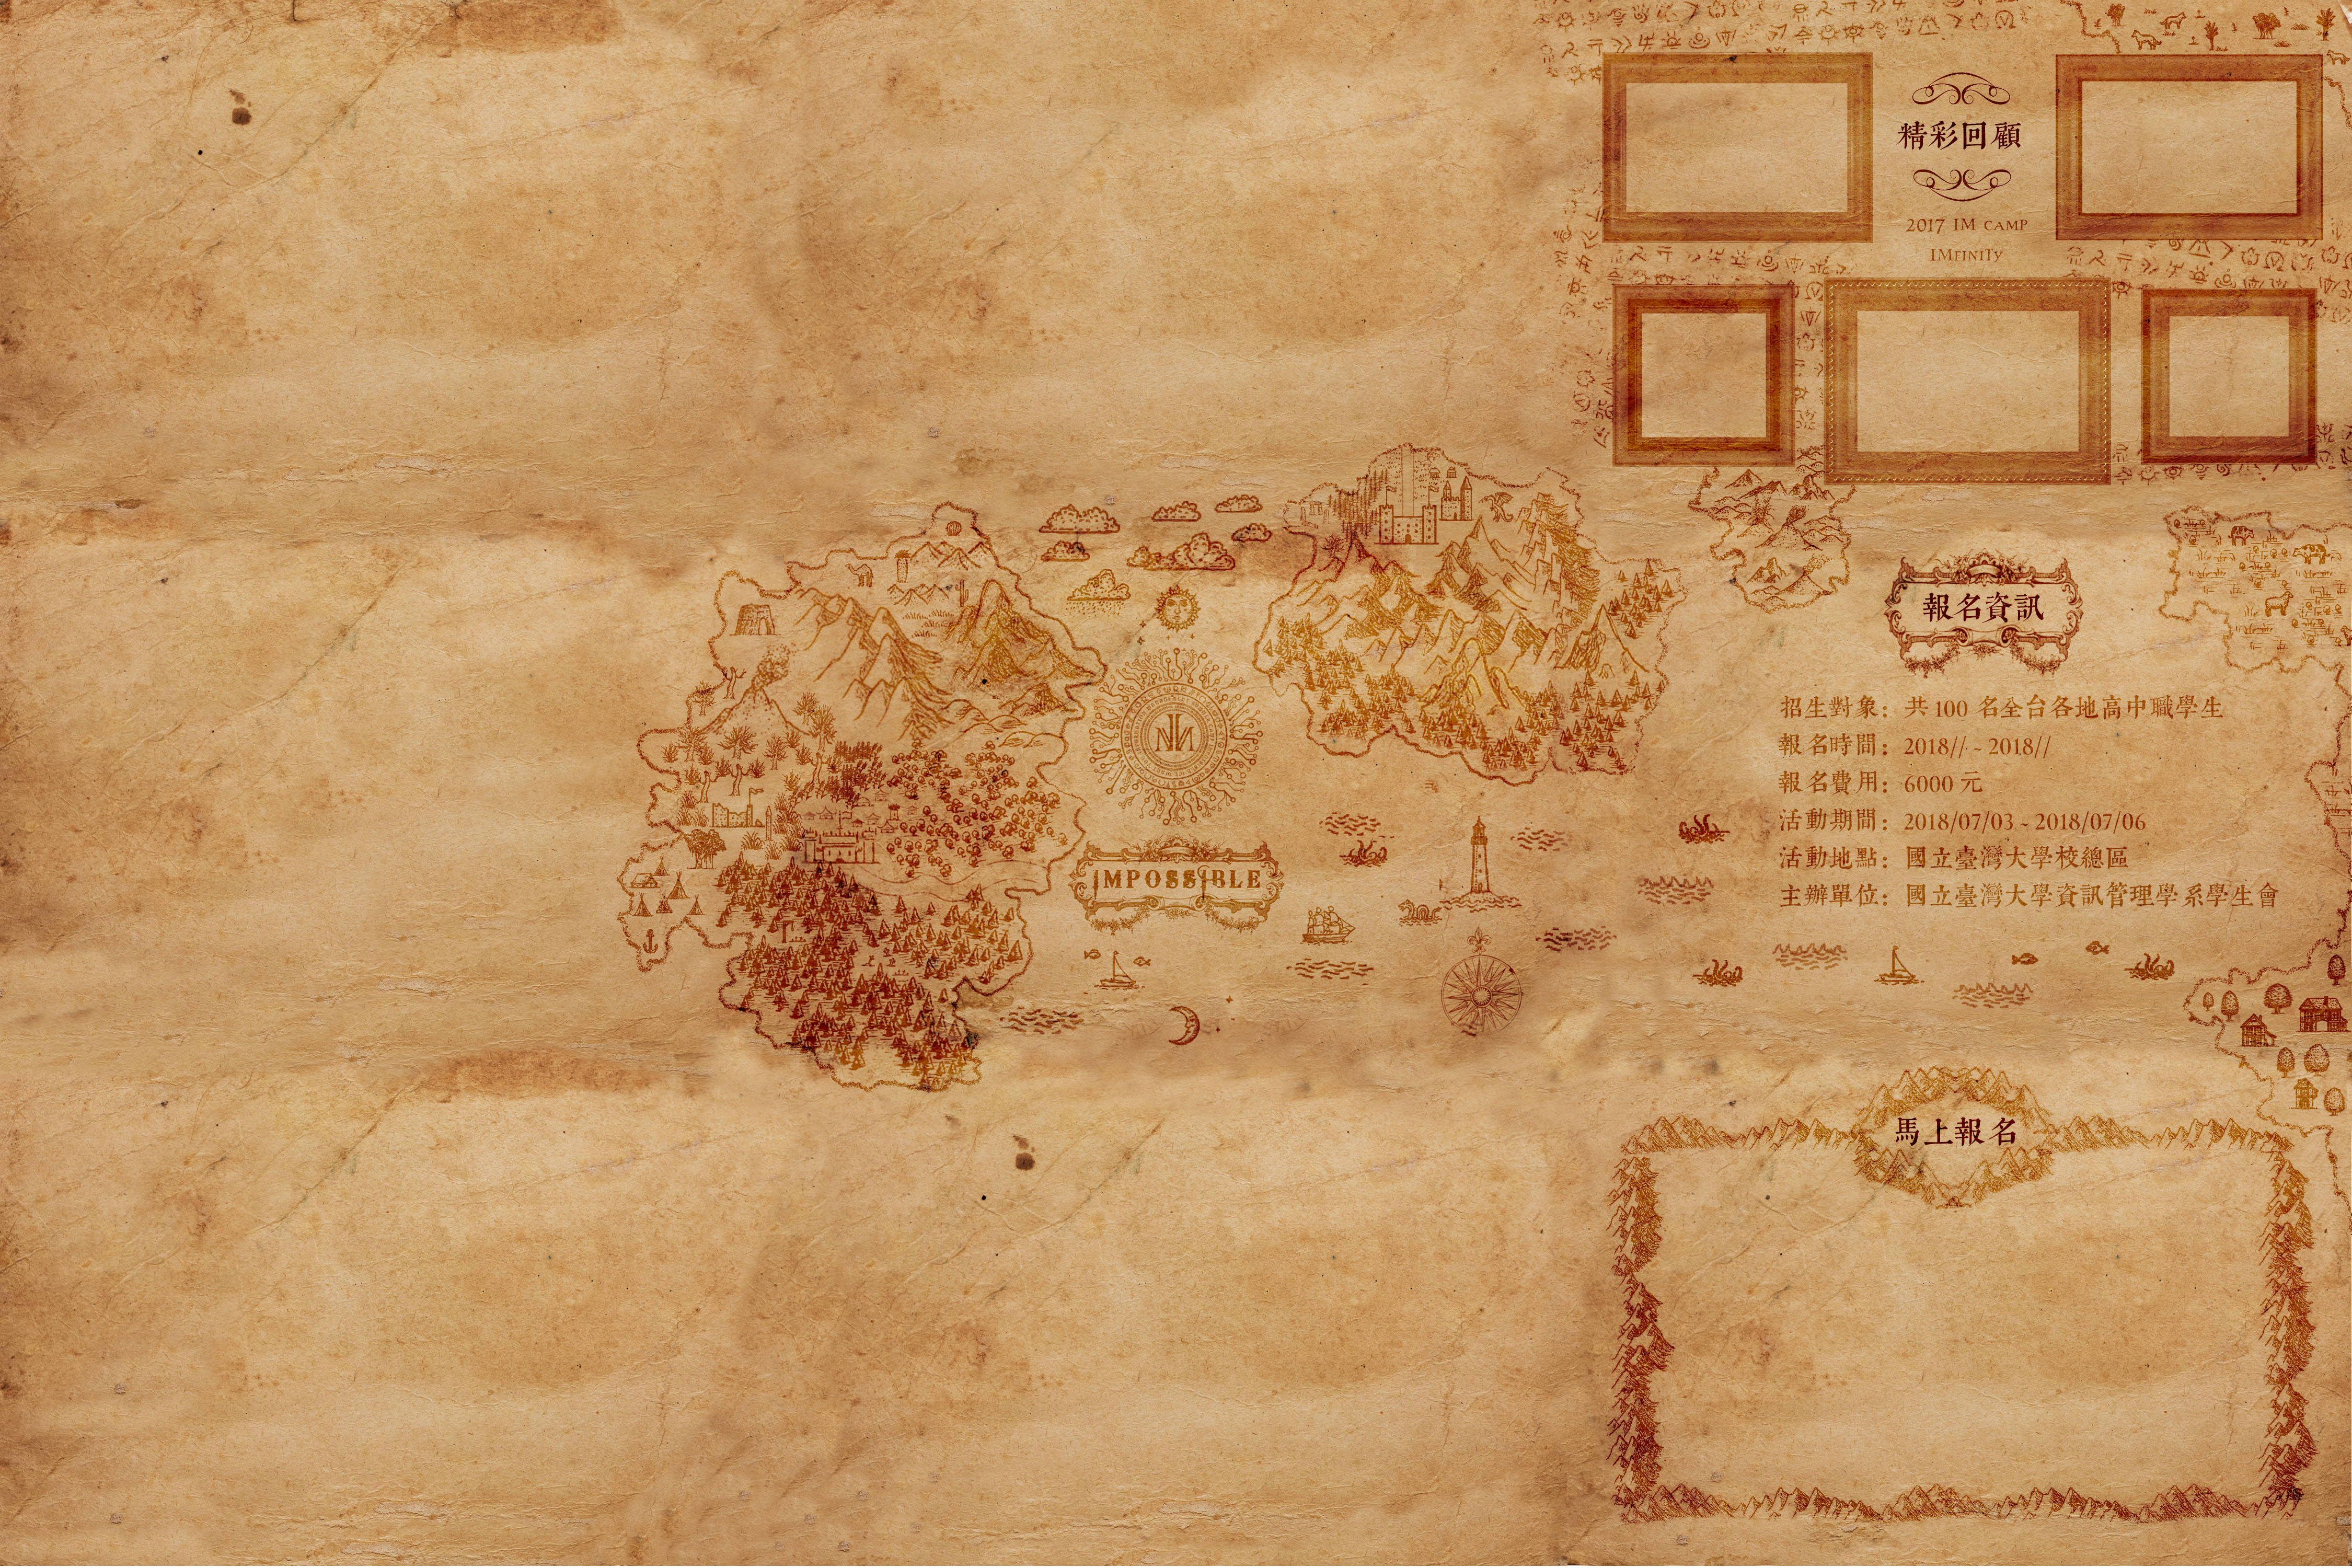 精彩回顧
2017 IM CAMP
IMFINITY
報名資訊
招生對象：共 100 名全台各地高中職學生
報名時間：2018// ~ 2018//
報名費用：6000 元
活動期間：2018/07/03 ~ 2018/07/06
活動地點：國立臺灣大學校總區
主辦單位：國立臺灣大學資訊管理學系學生會
IMPOSSIBLE
馬上報名